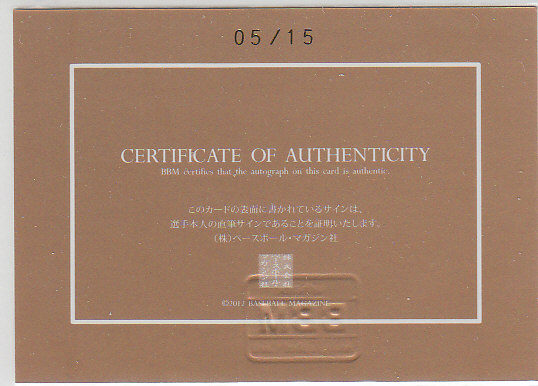 05/15
CERTIFICATE OF AUTHENTICITY
BBM certifies that the autograph on this card is authentic.
このカードの表面に書かれているサインは、
選手本人の直筆サインであることを証明いたします。
(株)ベースボール・マガジン社
©2012 BASEBALL MAGAZINE
BBM